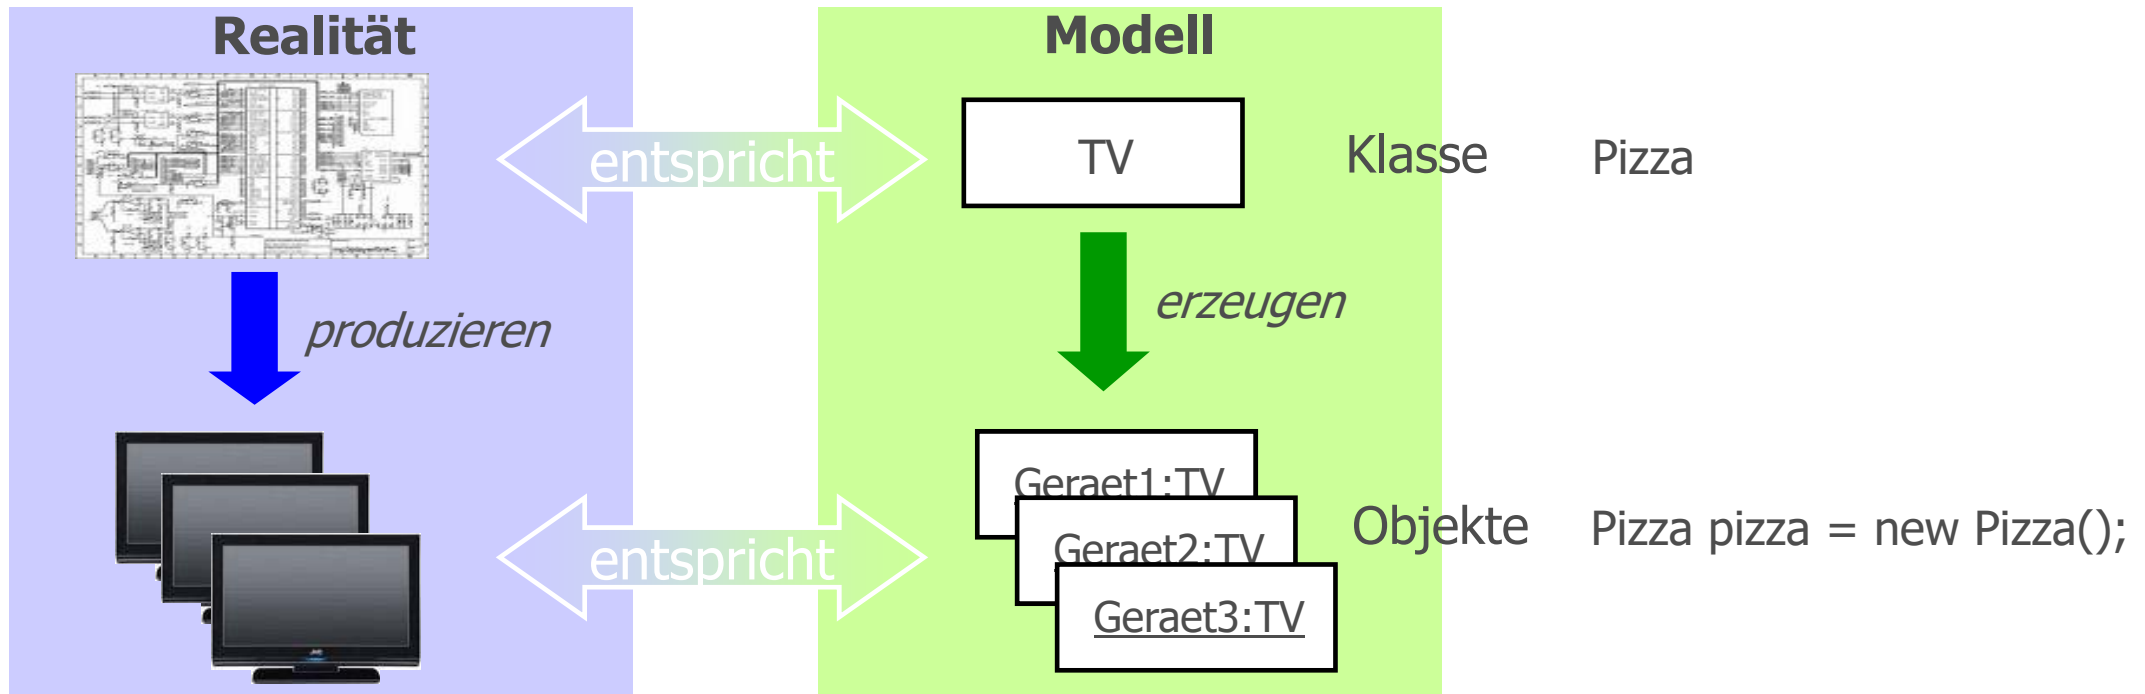 Realität
Modell
entspricht
TV
Klasse
Pizza
produzieren
erzeugen
Geraet1:TV
Geraet2:TV
Geraet3:TV
entspricht
Objekte
Pizza pizza = new Pizza();